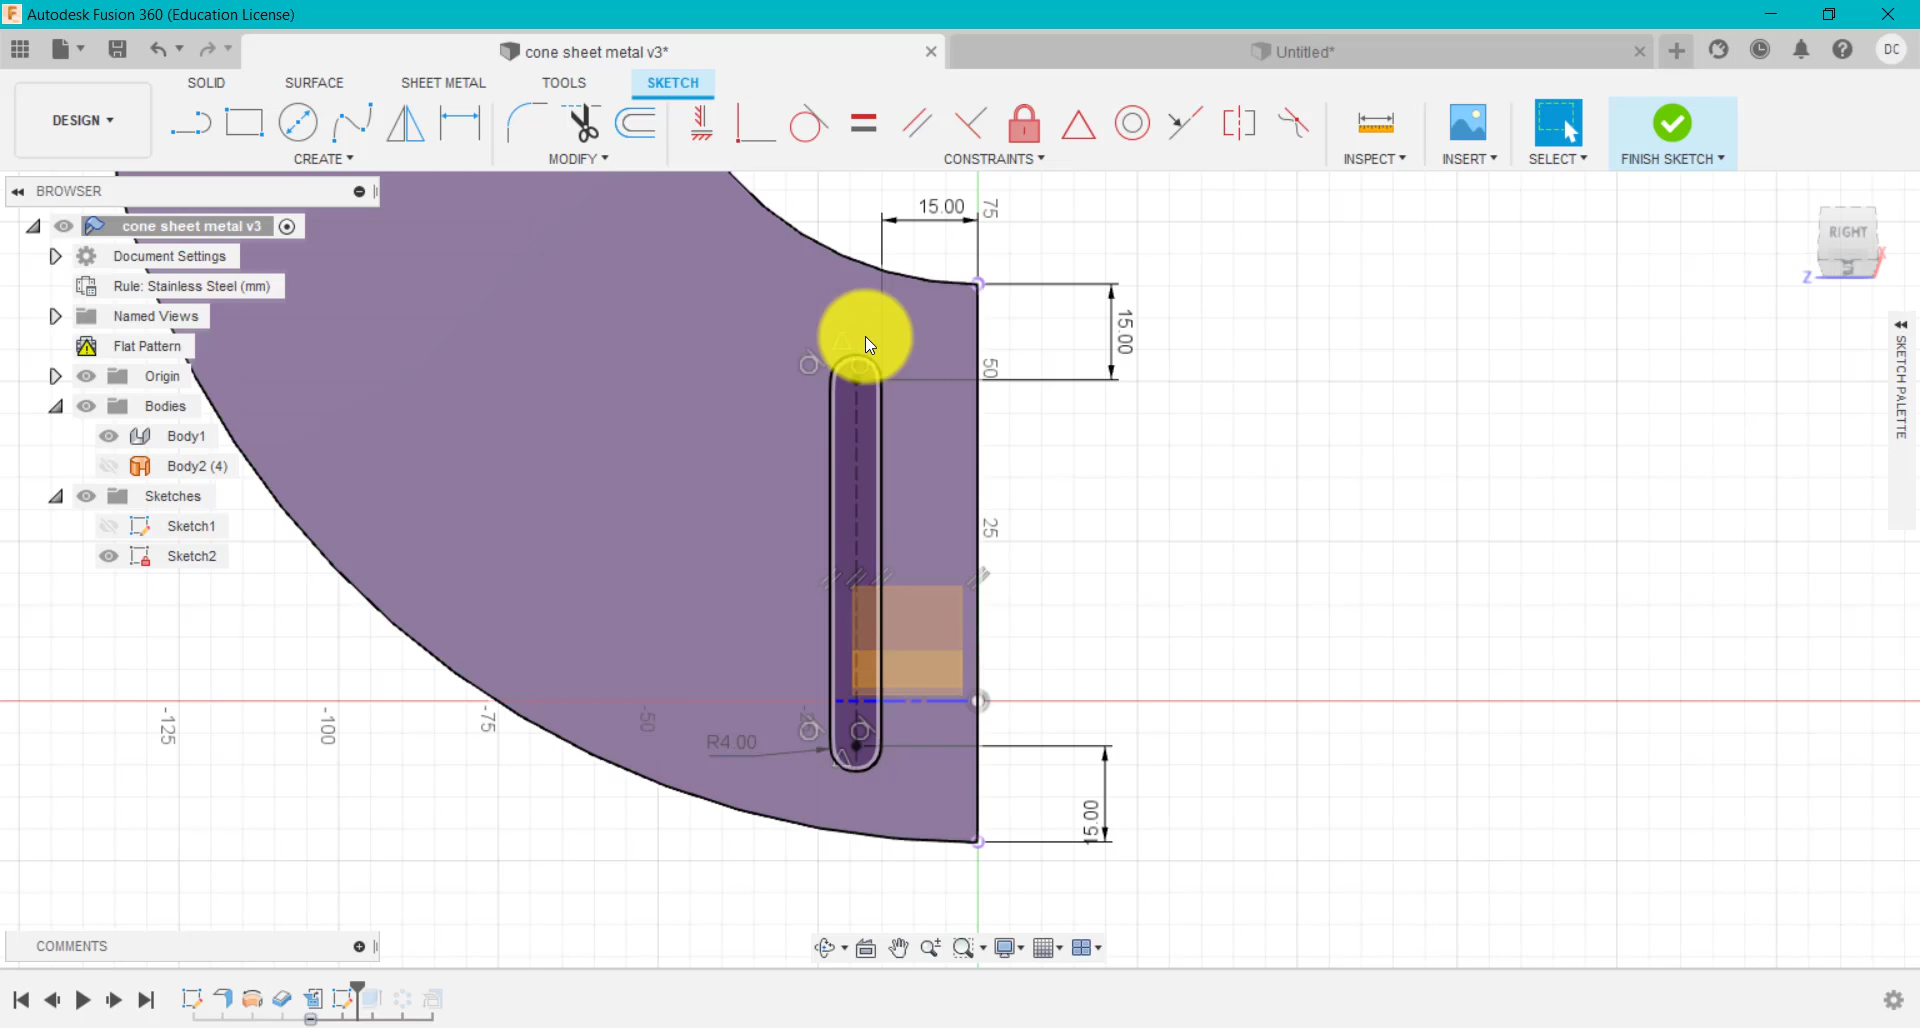 Autodesk Fusion 360 (Education License)
cone sheet metal v3*
Untitled*
DC
DESIGN
SOLID
SURFACE
SHEET METAL
TOOLS
SKETCH
CREATE
MODIFY
CONSTRAINTS
INSPECT
INSERT
SELECT
FINISH SKETCH
BROWSER
cone sheet metal v3
Document Settings
Rule: Stainless Steel (mm)
Named Views
Flat Pattern
Origin
Bodies
Body1
Body2 (4)
Sketches
Sketch1
Sketch2
15.00
75
15.00
50
25
R4.00
15.00
-125
-100
-75
-50
RIGHT
Z
X
SKETCH PALETTE
COMMENTS